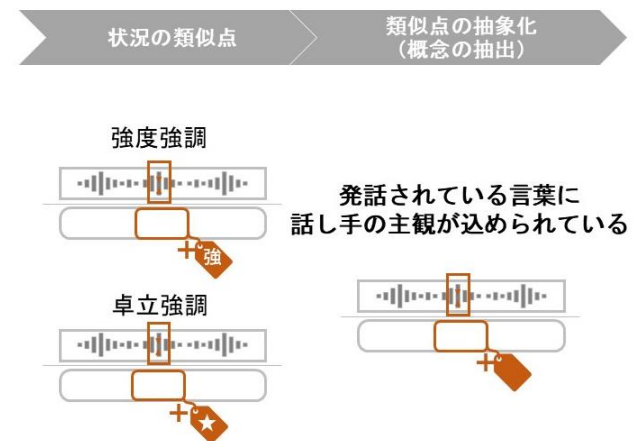 状況の類似点
類似点の抽象化
（概念の抽出）
強度強調
強
卓立強調
発話されている言葉に
話し手の主観が込められている